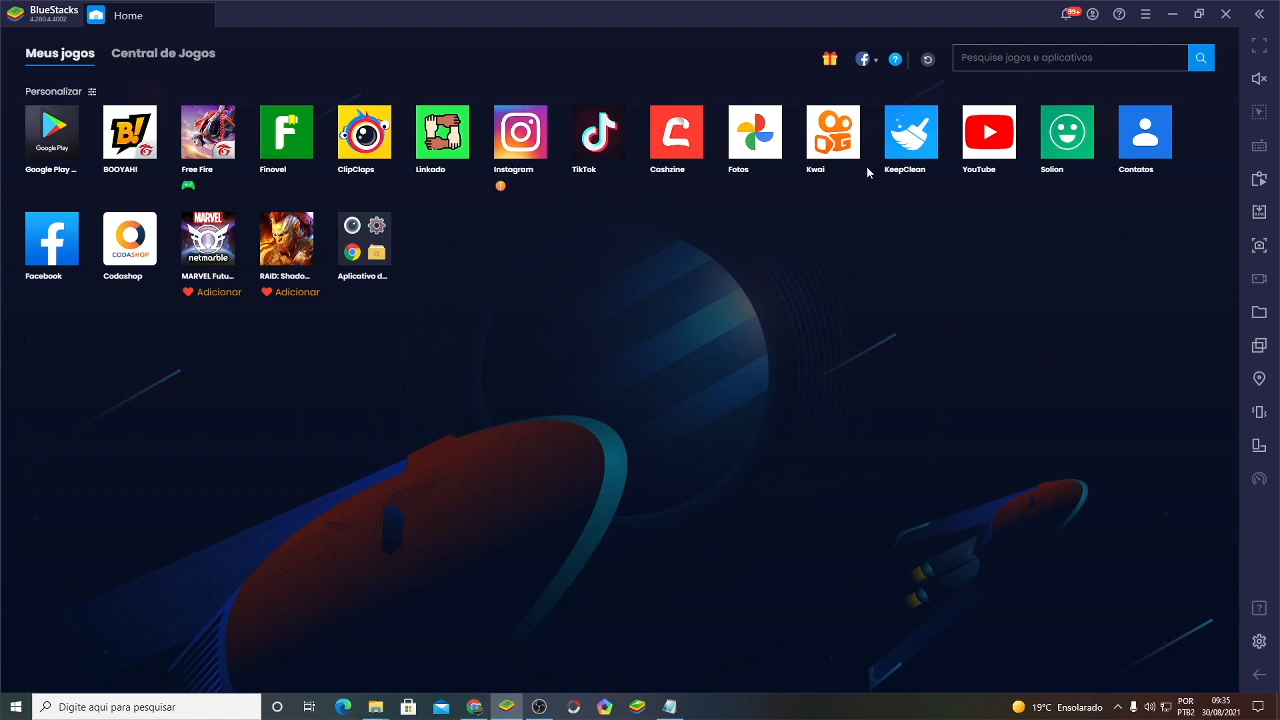 BlueStacks
4.280.4.4002
Home
99+
Meus jogos
Central de Jogos
Pesquise jogos e aplicativos
Personalizar
Google Play
B!
CODASHOP
MARVEL
netmarble
Google Play ...
BOOYAH!
Free Fire
Finovel
ClipClaps
Linkado
Instagram
TikTok
Cashzine
Fotos
Kwai
KeepClean
YouTube
Solion
Contatos
Facebook
Codashop
MARVEL Futu...
RAID: Shado...
Aplicativo d...
Adicionar
Adicionar
Digite aqui para pesquisar
19°C Ensolarado
POR
PTB2
09:35
30/08/2021